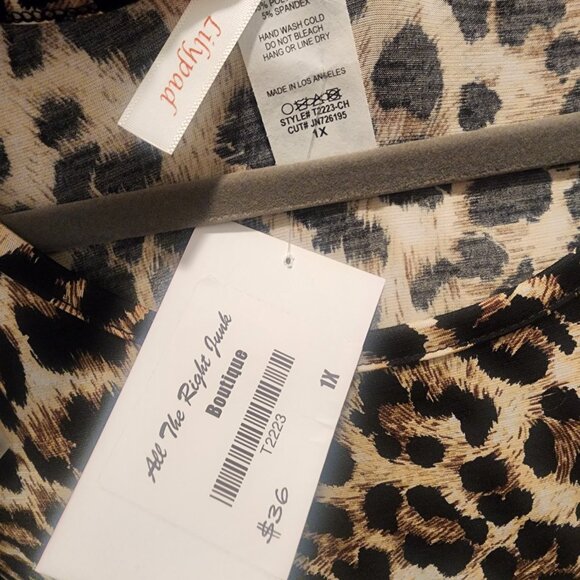 Lilypad
5% SPANDEX
HAND WASH COLD
DO NOT BLEACH
HANG OR LINE DRY
MADE IN LOS ANGELES
STYLE# T2223-CH
CUT# JN726195
1X
All The Right Junk
Boutique
T2223
1X
$36